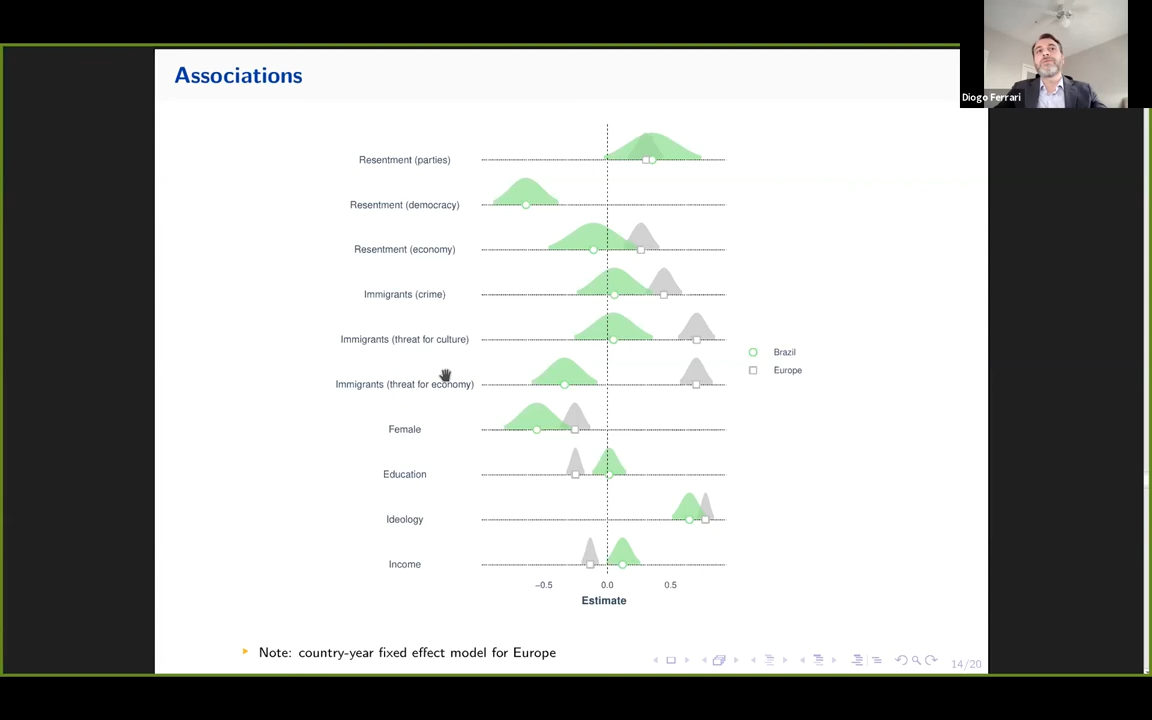 Associations
Diogo Ferrari
Resentment (parties)
Resentment (democracy)
Resentment (economy)
Immigrants (crime)
Immigrants (threat for culture)
Immigrants (threat for economy)
Female
Education
Ideology
Income
Brazil
Europe
−0.5 0.0 0.5
Estimate
Note: country-year fixed effect model for Europe
14/20